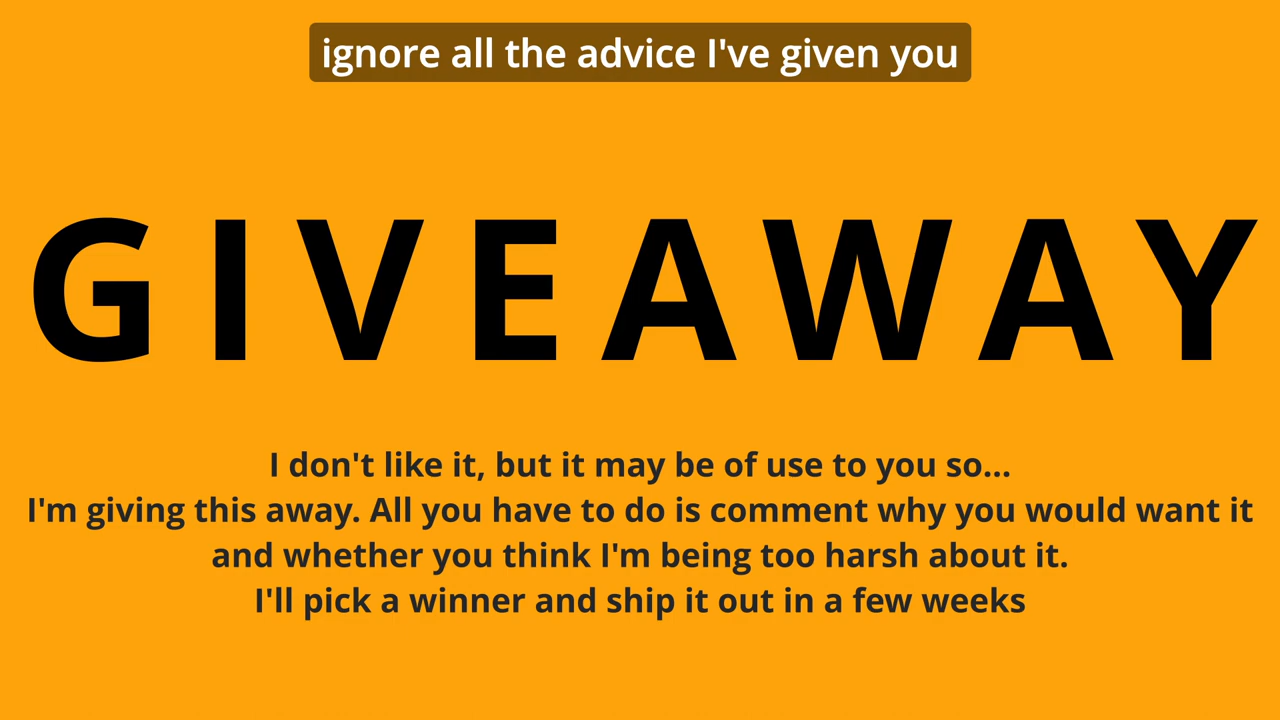 ignore all the advice I've given you
GIVEAWAY
I don't like it, but it may be of use to you so...
I'm giving this away. All you have to do is comment why you would want it
and whether you think I'm being too harsh about it.
I'll pick a winner and ship it out in a few weeks